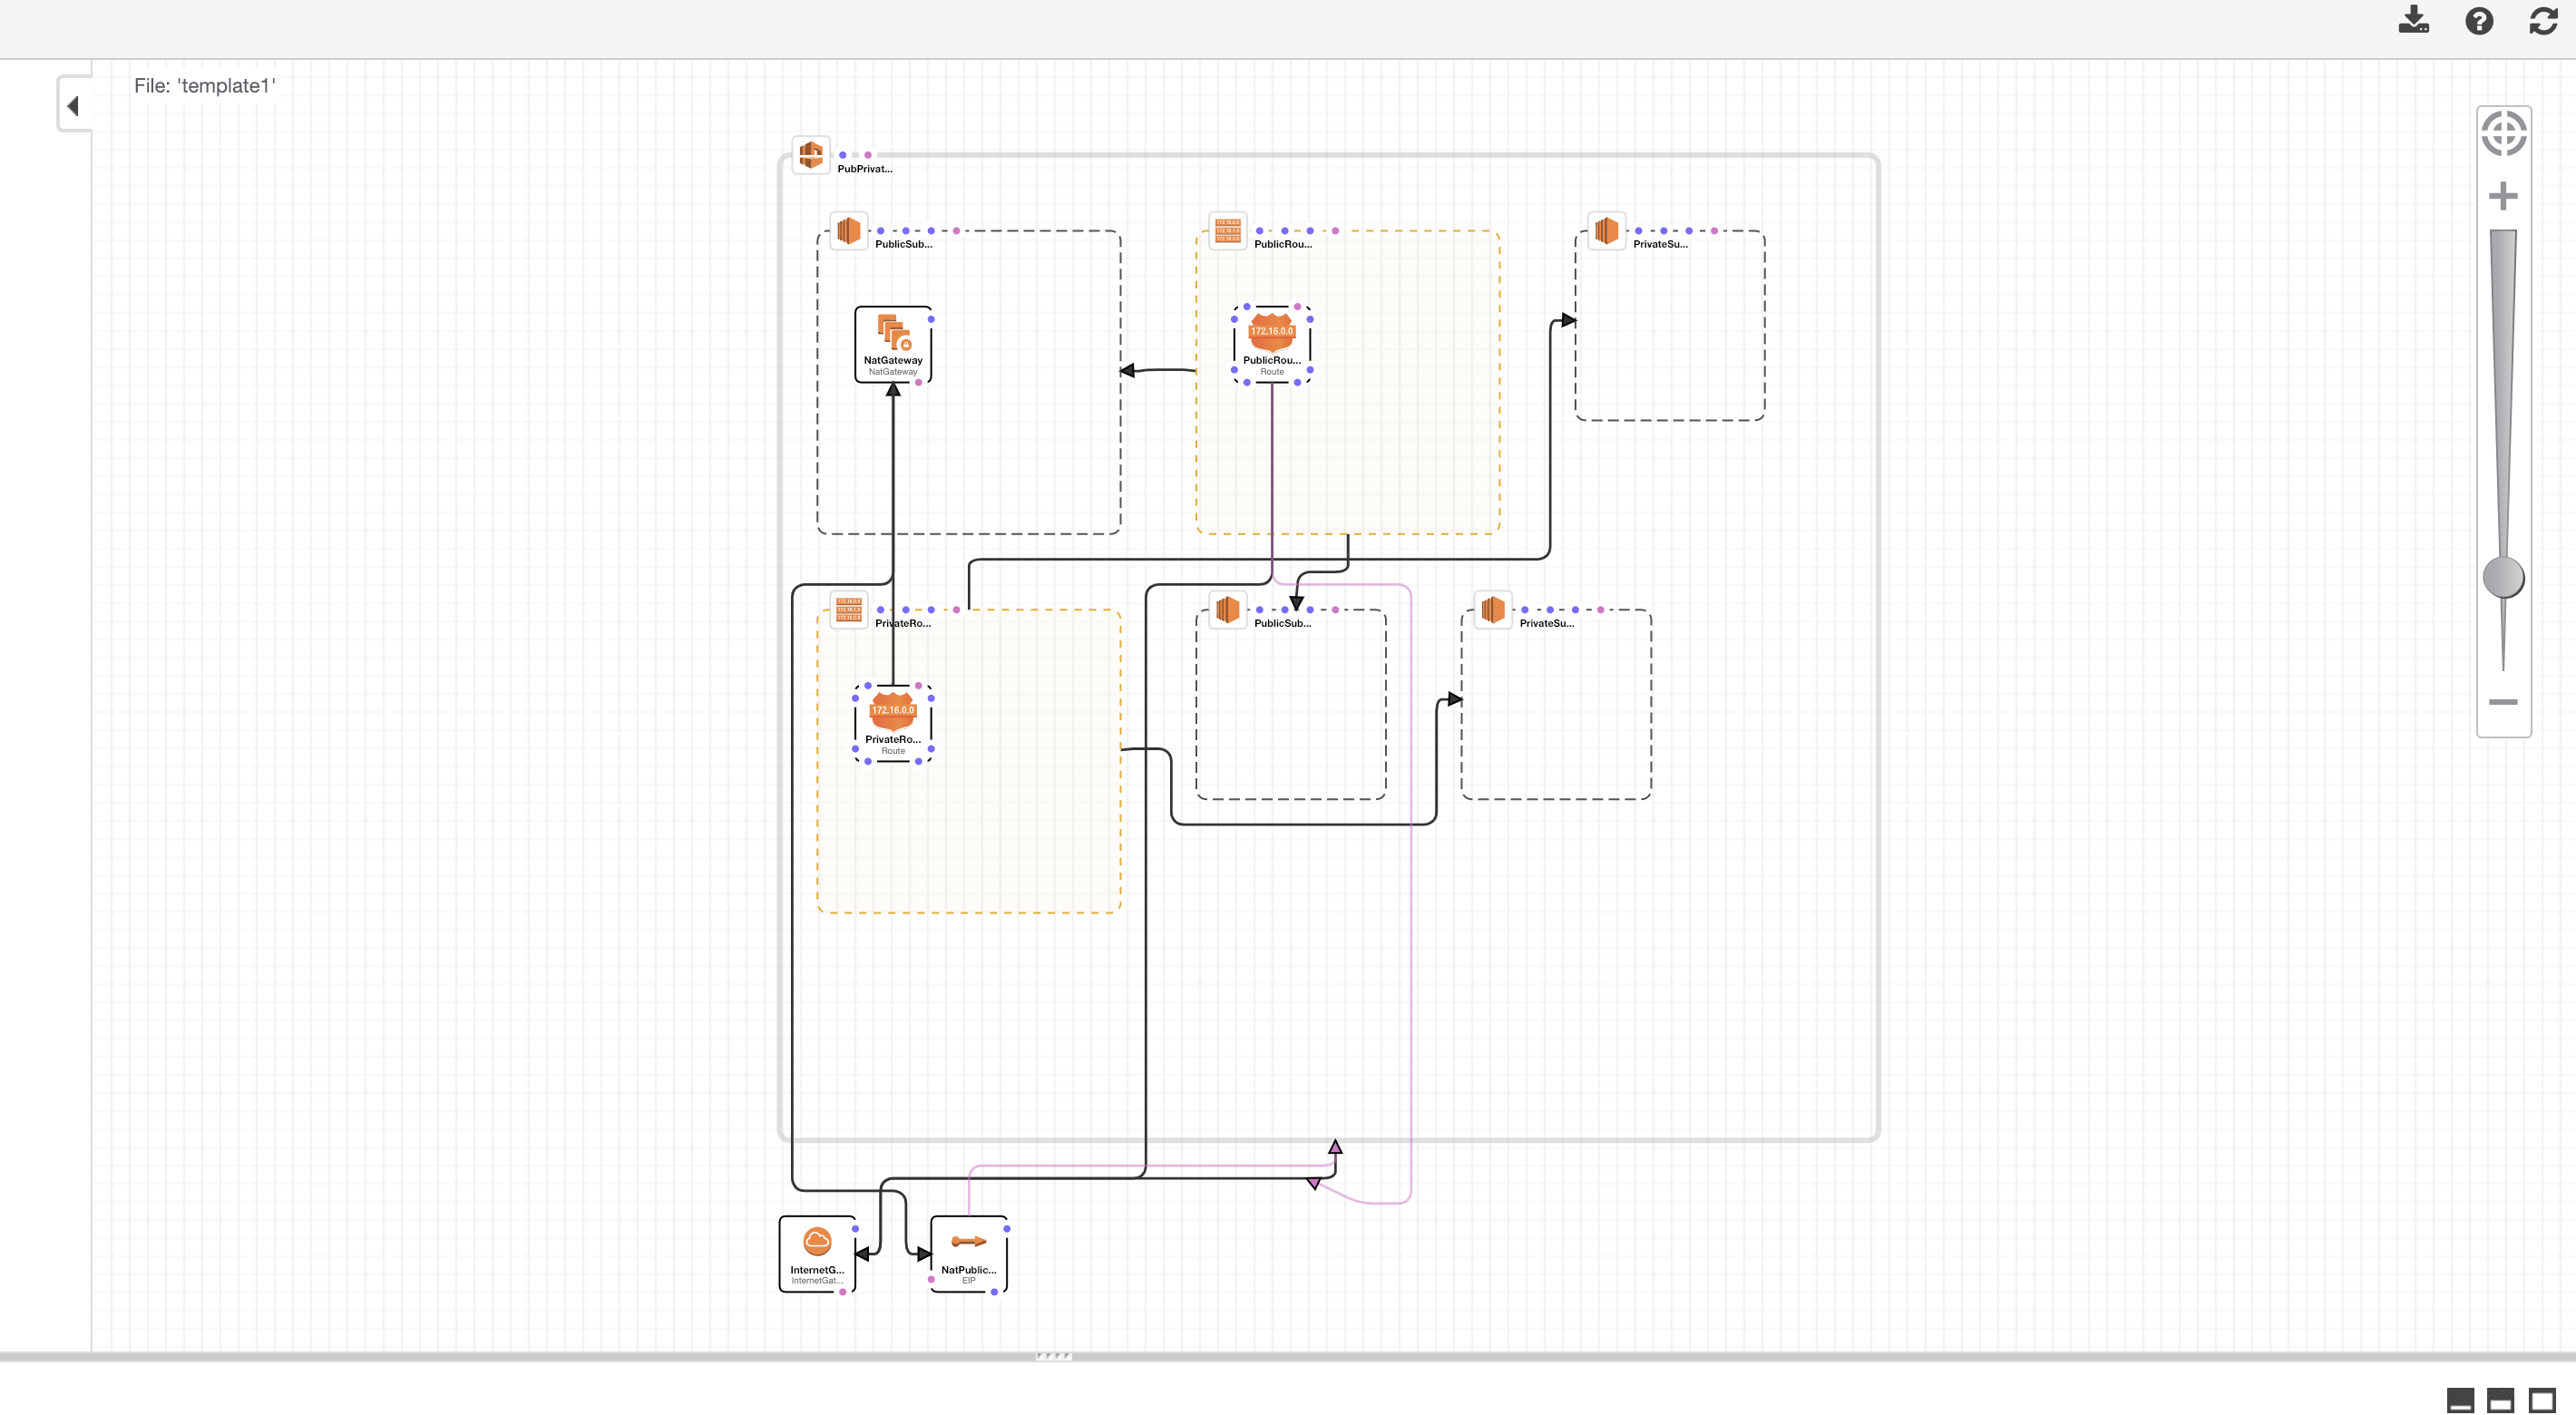 File: 'template1'
PubPrivat...
PublicSub...
PublicRou...
PrivateSu...
NatGateway
NatGateway
172.16.0.0
PublicRou...
Route
PrivateRo...
PublicSub...
PrivateSu...
172.16.0.0
PrivateRo...
Route
InternetG...
InternetGat...
NatPublic...
EIP